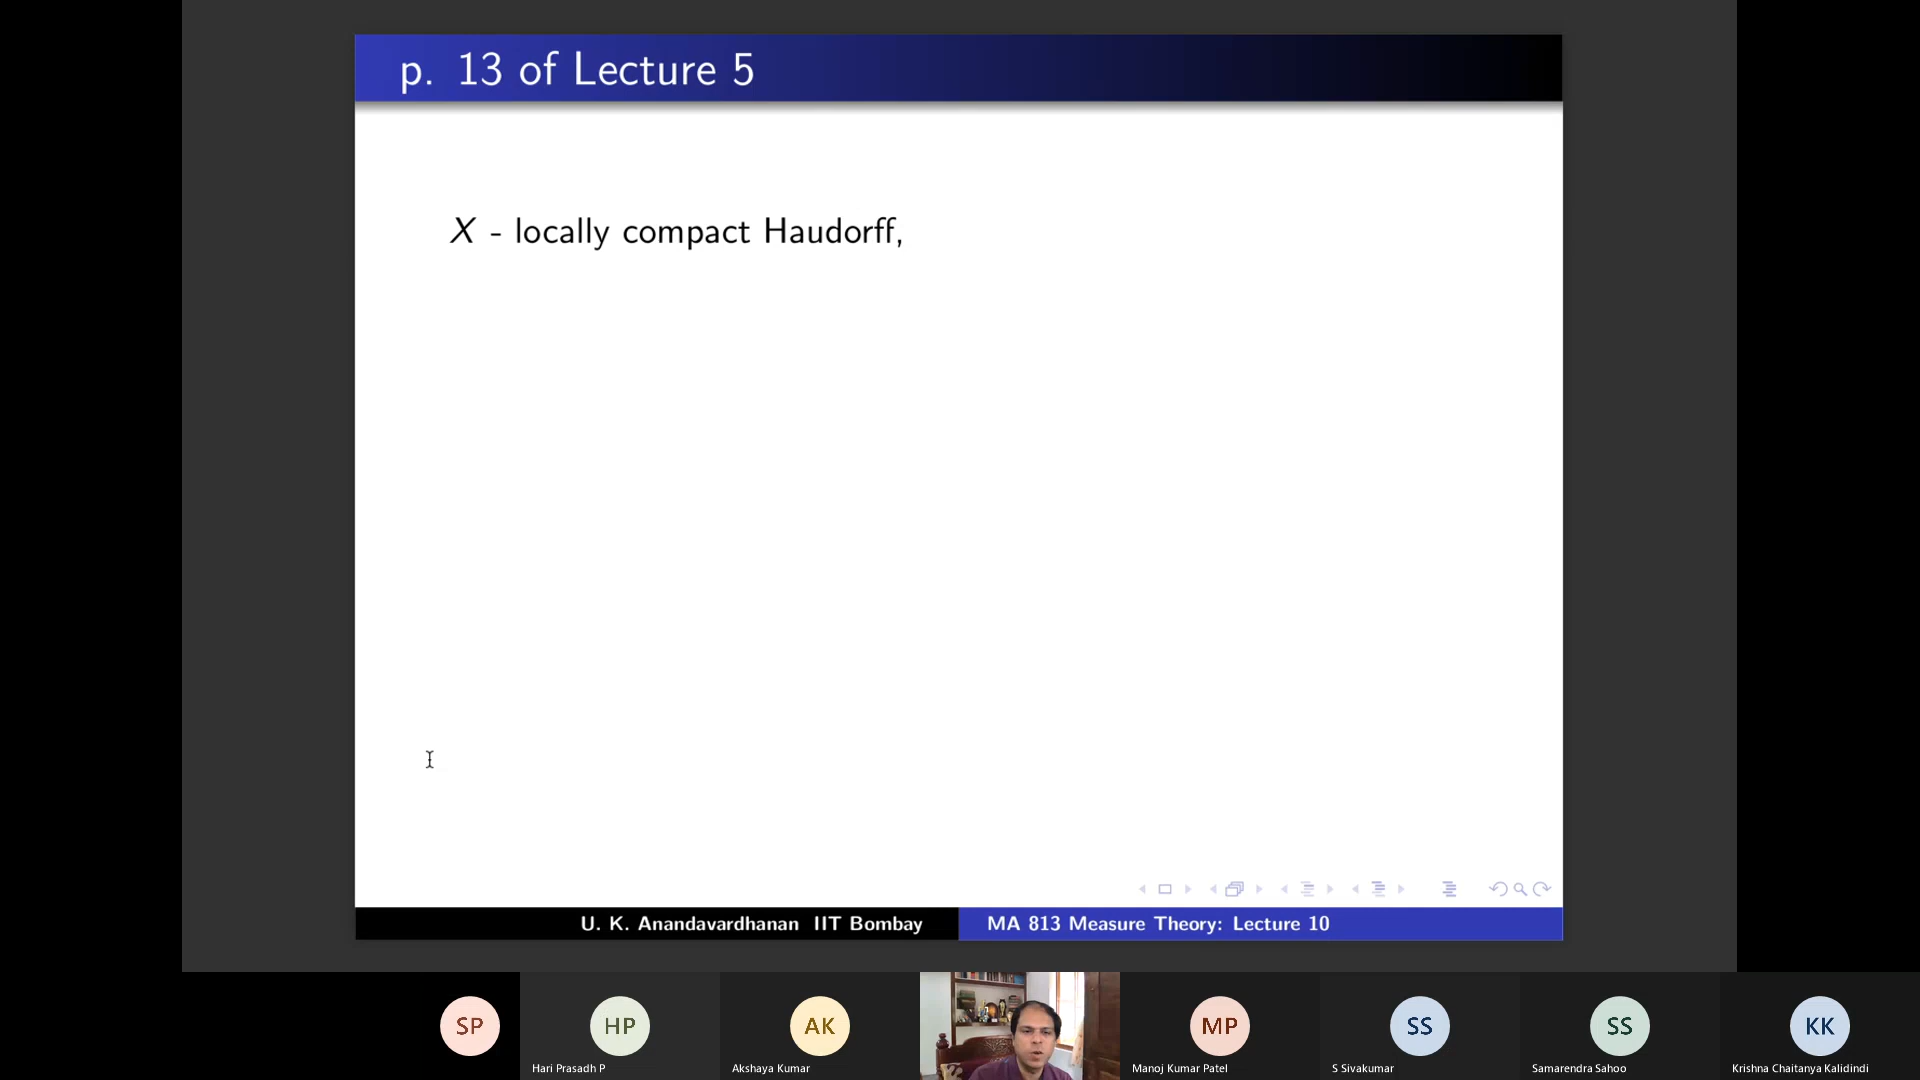 p. 13 of Lecture 5
X - locally compact Haudorff,
U. K. Anandavardhanan IIT Bombay
MA 813 Measure Theory: Lecture 10
SP
HP
AK
MP
SS
SS
KK
Hari Prasadh P
Akshaya Kumar
Manoj Kumar Patel
S Sivakumar
Samarendra Sahoo
Krishna Chaitanya Kalidindi